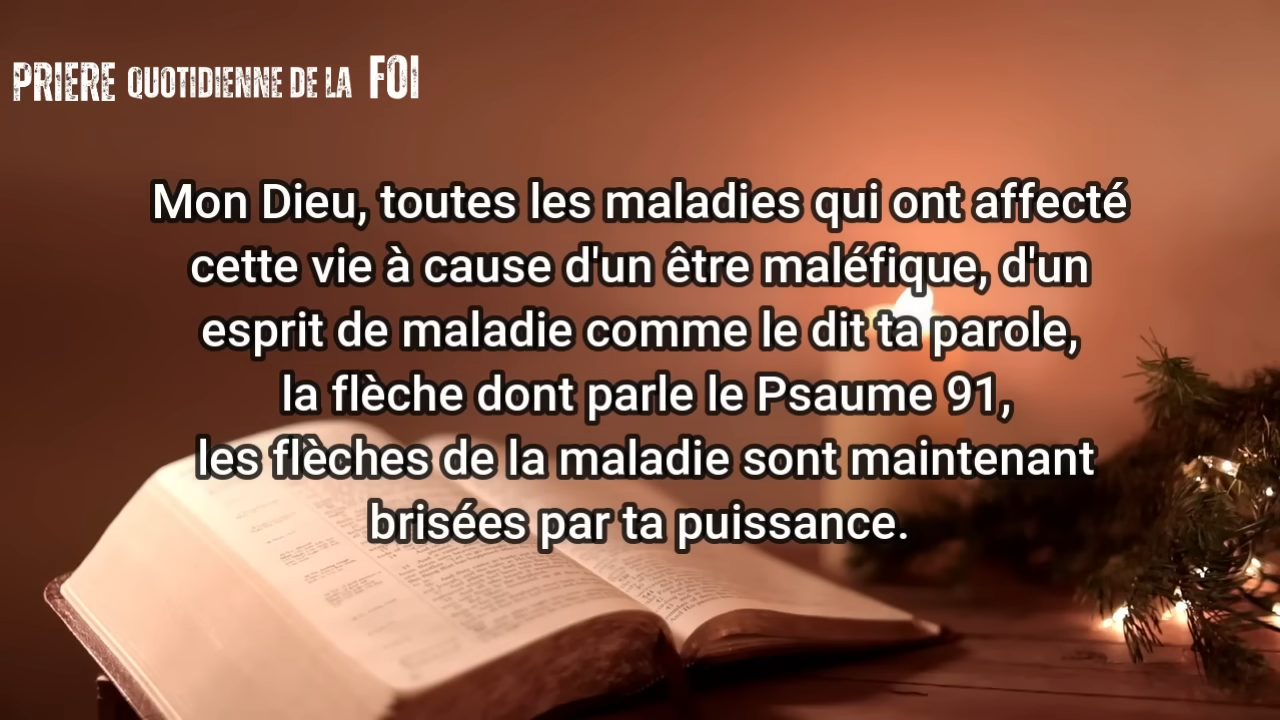 PRIERE QUOTIDIENNE DE LA FOI
Mon Dieu, toutes les maladies qui ont affecté
cette vie à cause d'un être maléfique, d'un
esprit de maladie comme le dit ta parole,
la flèche dont parle le Psaume 91,
les flèches de la maladie sont maintenant
brisées par ta puissance.